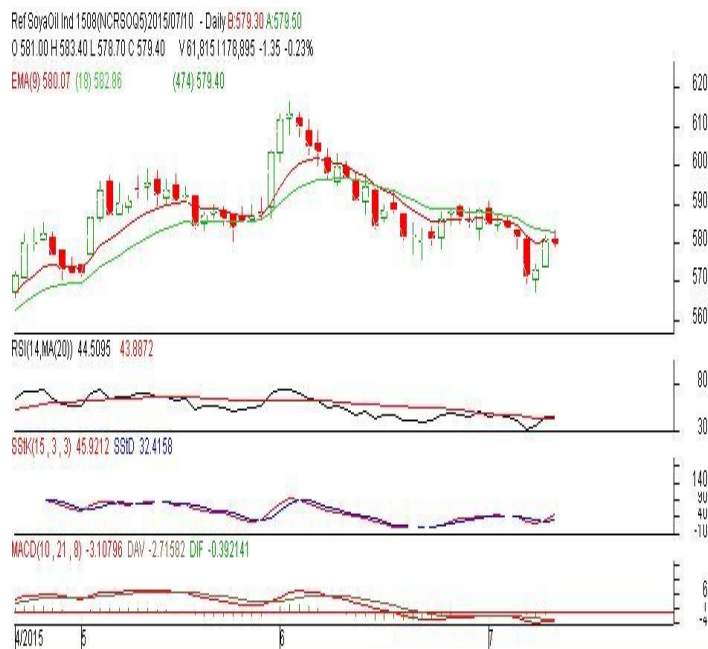 Ref SoyaOil Ind 1508(NCRSOQ5)2015/07/10 - Daily B:579.30 A:579.50
O 581.00 H 583.40 L 578.70 C 579.40 V 61,815 I 178,895 -1.35 -0.23%
EMA(9) 580.07 (18) 582.86 (474) 579.40
620
610
600
590
580
570
560
RSI(14,MA(20)) 44.5095 43.8872
80
30
SStK(15,3,3) 45.9212 SStD 32.4158
140
90
40
-10
MACD(10,21,8) -3.10796 DAV -2.71582 DIF -0.392141
6
-4
4/2015 5 6 7